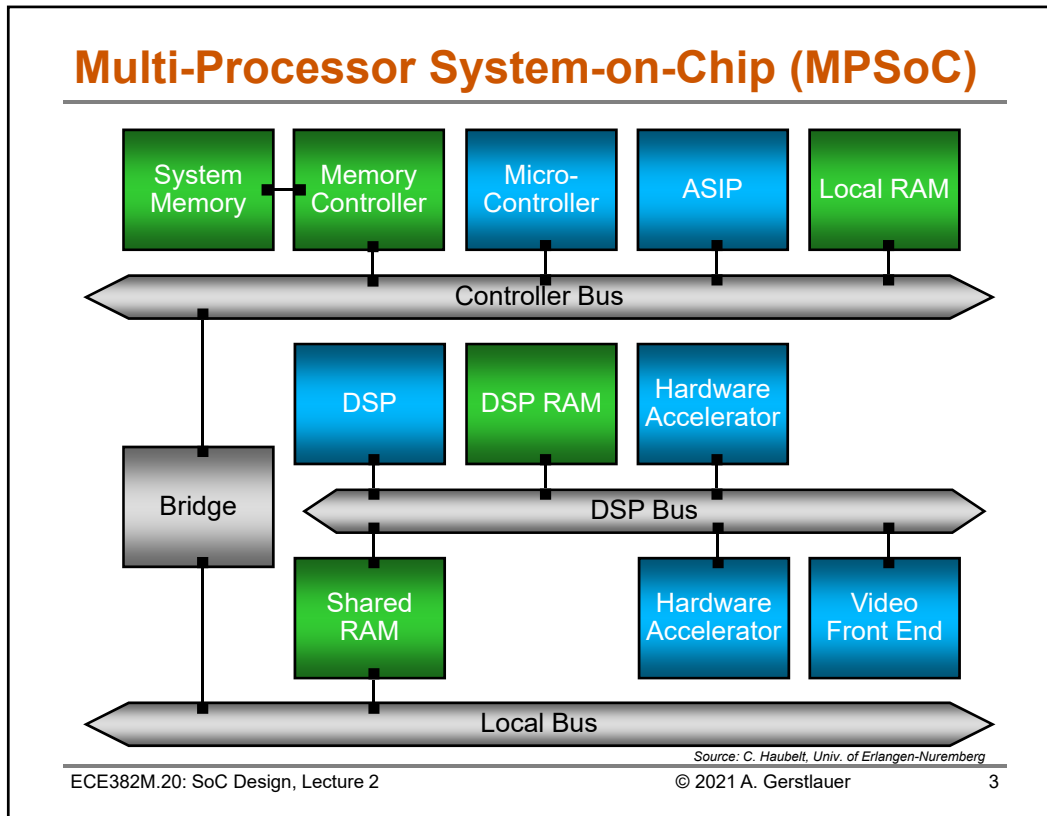 Multi-Processor System-on-Chip (MPSoC)
System
Memory
Memory
Controller
Micro-
Controller
ASIP
Local RAM
Controller Bus
DSP
DSP RAM
Hardware
Accelerator
Bridge
DSP Bus
Shared
RAM
Hardware
Accelerator
Video
Front End
Local Bus
Source: C. Haubelt, Univ. of Erlangen-Nuremberg
ECE382M.20: SoC Design, Lecture 2
© 2021 A. Gerstlauer
3